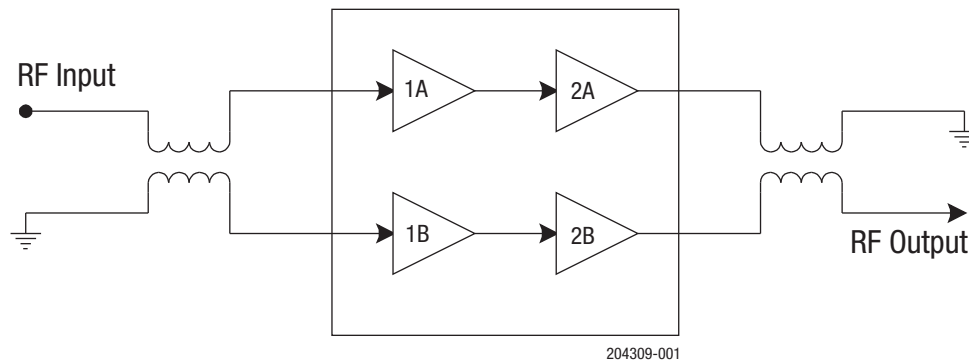 RF Input
1A
2A
1B
2B
RF Output
204309-001